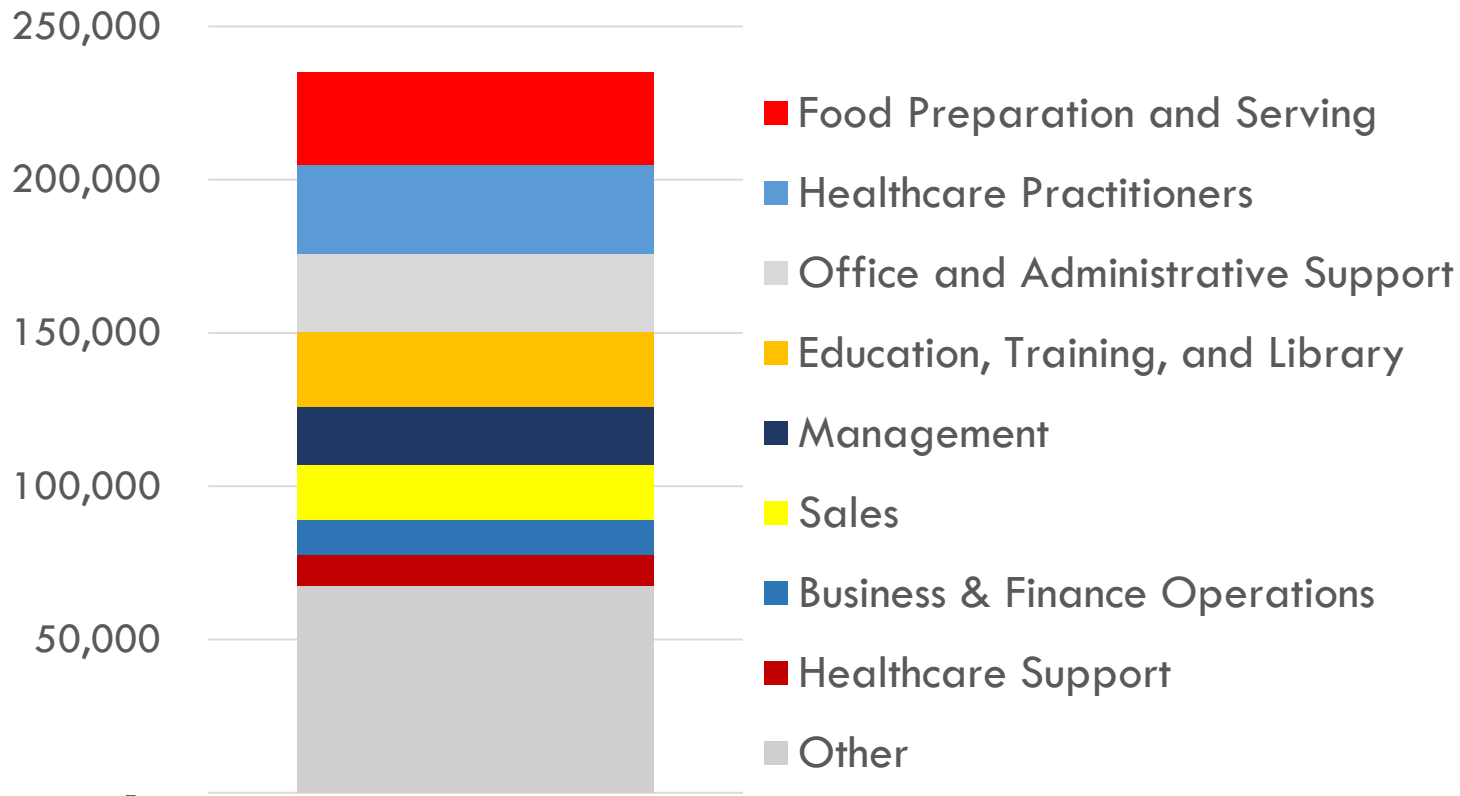 250,000
200,000
150,000
100,000
50,000
-
Food Preparation and Serving
Healthcare Practitioners
Office and Administrative Support
Education, Training, and Library
Management
Sales
Business & Finance Operations
Healthcare Support
Other